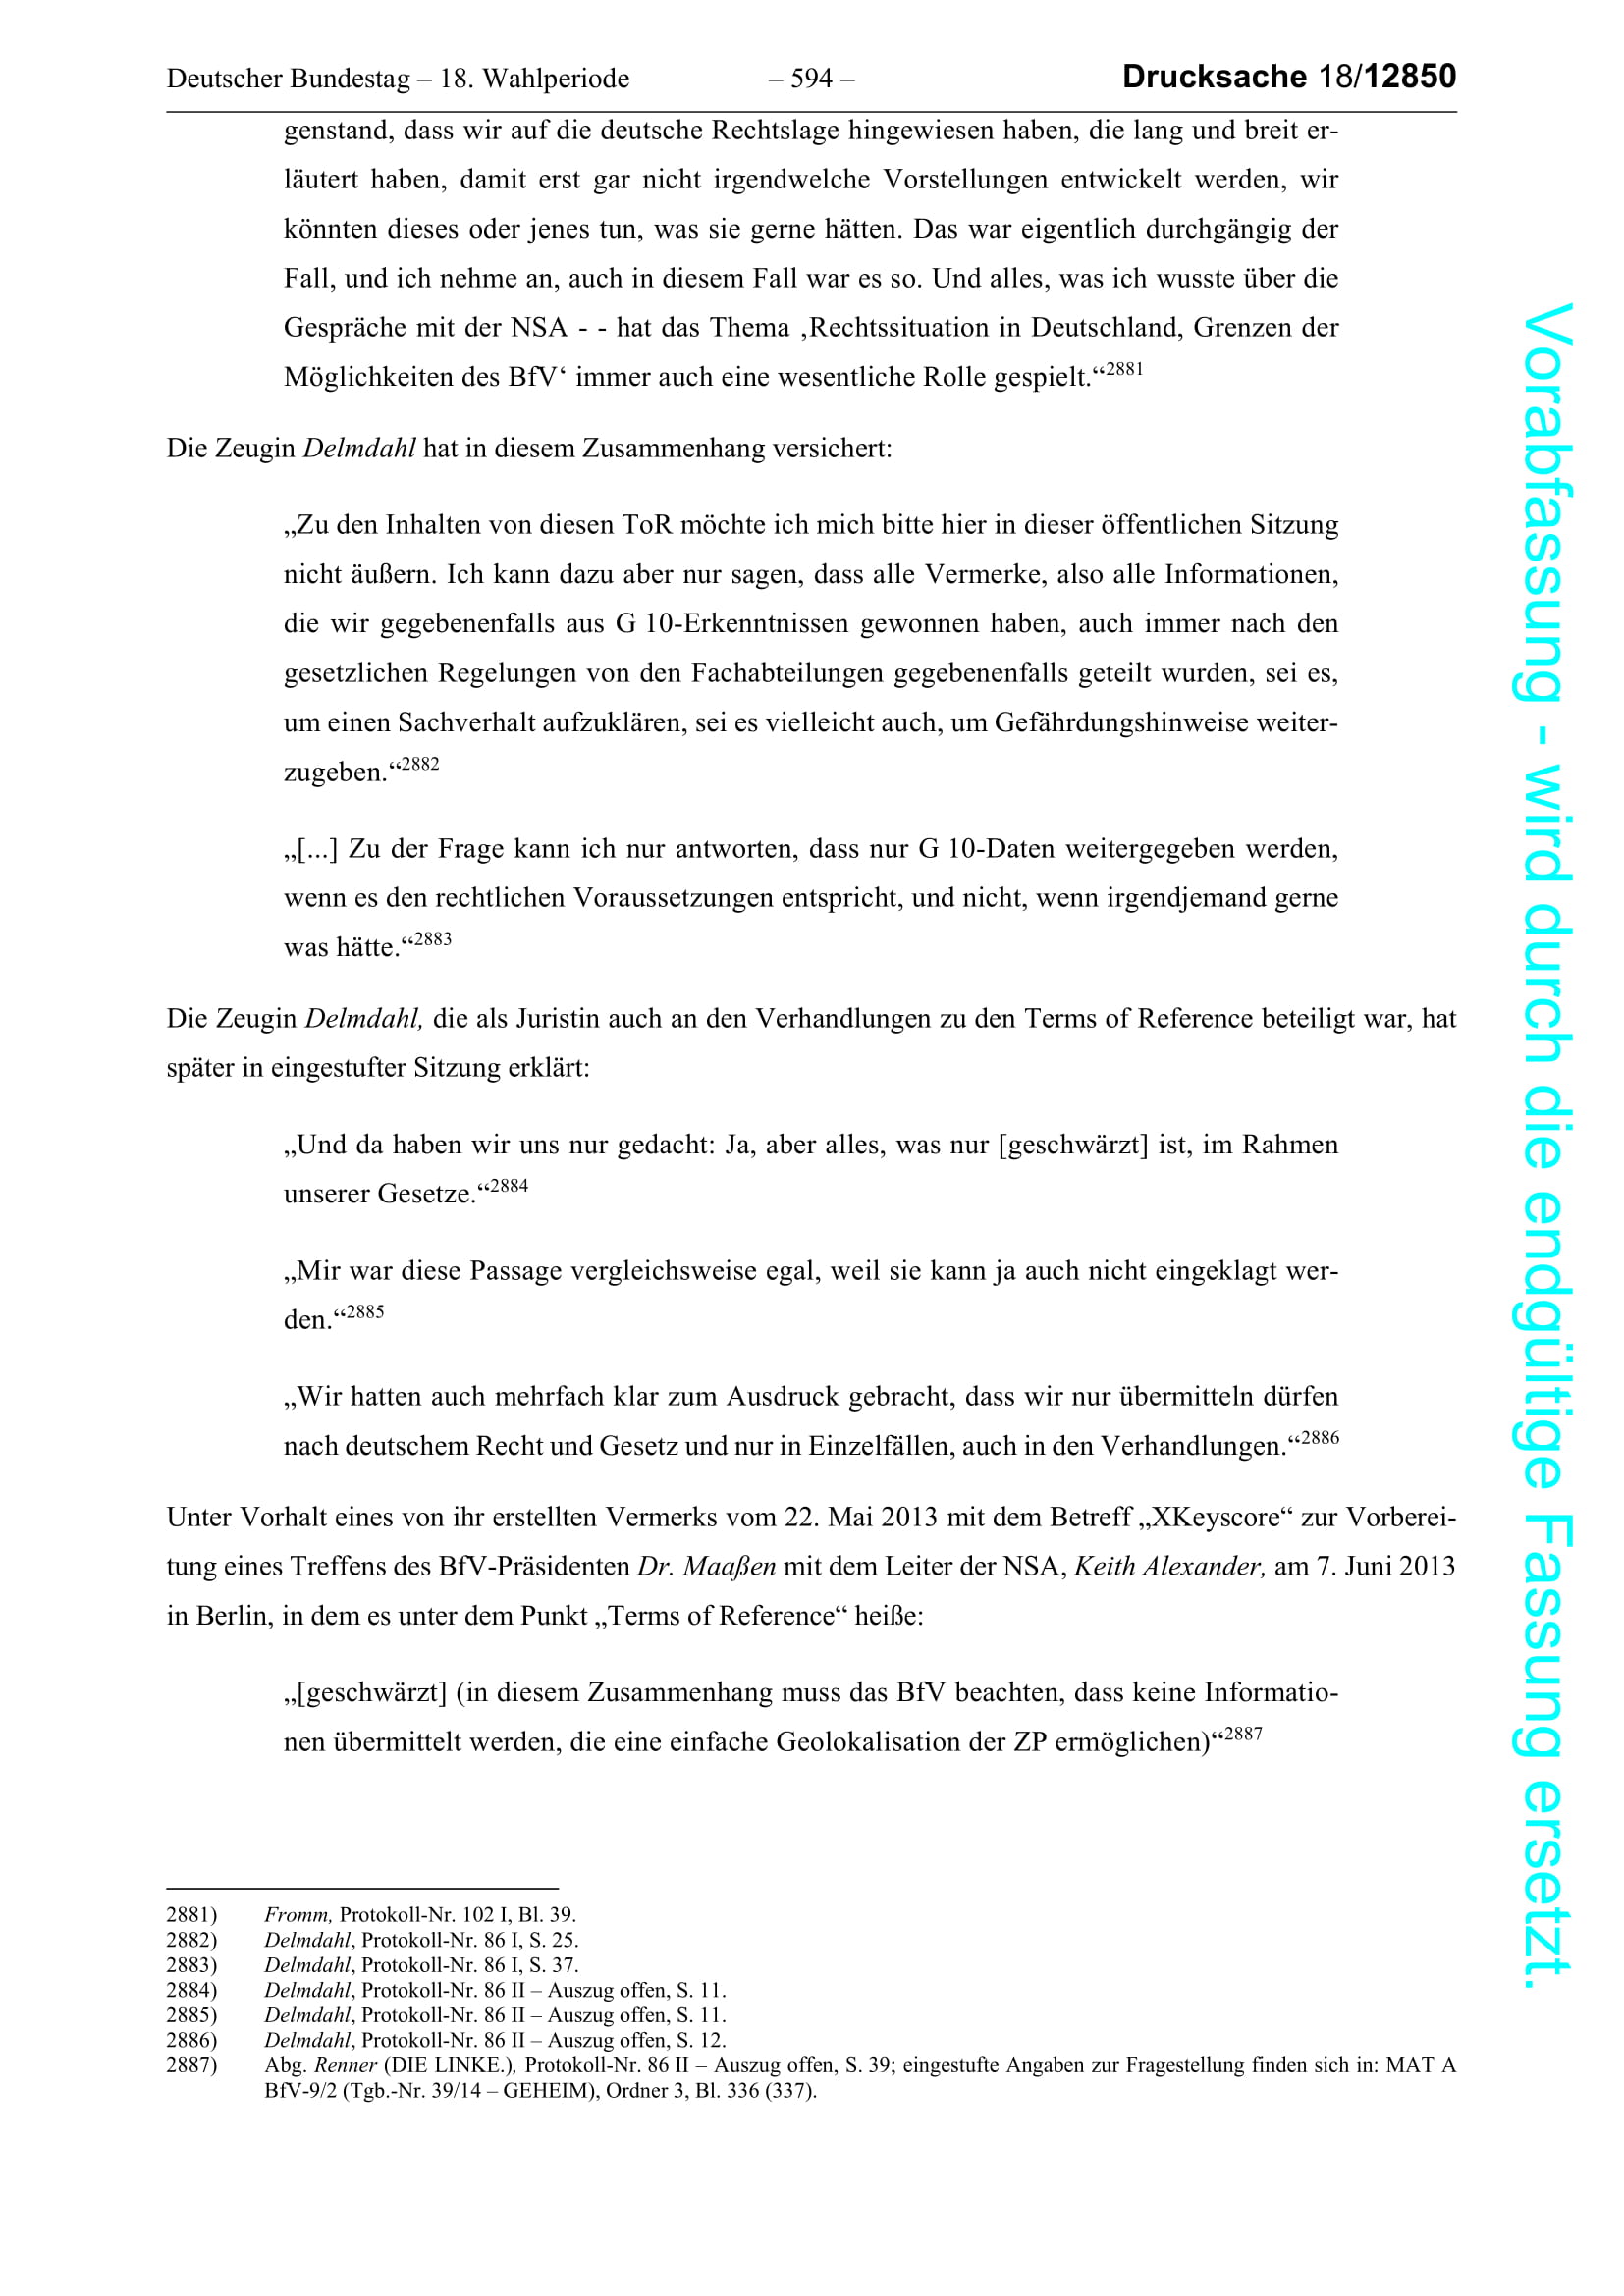 Deutscher Bundestag – 18. Wahlperiode – 594 – Drucksache 18/12850
genstand, dass wir auf die deutsche Rechtslage hingewiesen haben, die lang und breit er-
läutert haben, damit erst gar nicht irgendwelche Vorstellungen entwickelt werden, wir
könnten dieses oder jenes tun, was sie gerne hätten. Das war eigentlich durchgängig der
Fall, und ich nehme an, auch in diesem Fall war es so. Und alles, was ich wusste über die
Gespräche mit der NSA - - hat das Thema ‚Rechtssituation in Deutschland, Grenzen der
Möglichkeiten des BfV‘ immer auch eine wesentliche Rolle gespielt.“2881
Die Zeugin Delmdahl hat in diesem Zusammenhang versichert:
„Zu den Inhalten von diesen ToR möchte ich mich bitte hier in dieser öffentlichen Sitzung
nicht äußern. Ich kann dazu aber nur sagen, dass alle Vermerke, also alle Informationen,
die wir gegebenenfalls aus G 10-Erkenntnissen gewonnen haben, auch immer nach den
gesetzlichen Regelungen von den Fachabteilungen gegebenenfalls geteilt wurden, sei es,
um einen Sachverhalt aufzuklären, sei es vielleicht auch, um Gefährdungshinweise weiter-
zugeben.“2882
„[...] Zu der Frage kann ich nur antworten, dass nur G 10-Daten weitergegeben werden,
wenn es den rechtlichen Voraussetzungen entspricht, und nicht, wenn irgendjemand gerne
was hätte.“2883
Die Zeugin Delmdahl, die als Juristin auch an den Verhandlungen zu den Terms of Reference beteiligt war, hat
später in eingestufter Sitzung erklärt:
„Und da haben wir uns nur gedacht: Ja, aber alles, was nur [geschwärzt] ist, im Rahmen
unserer Gesetze.“2884
„Mir war diese Passage vergleichsweise egal, weil sie kann ja auch nicht eingeklagt wer-
den.“2885
„Wir hatten auch mehrfach klar zum Ausdruck gebracht, dass wir nur übermitteln dürfen
nach deutschem Recht und Gesetz und nur in Einzelfällen, auch in den Verhandlungen.“2886
Unter Vorhalt eines von ihr erstellten Vermerks vom 22. Mai 2013 mit dem Betreff „XKeyscore“ zur Vorberei-
tung eines Treffens des BfV-Präsidenten Dr. Maaßen mit dem Leiter der NSA, Keith Alexander, am 7. Juni 2013
in Berlin, in dem es unter dem Punkt „Terms of Reference“ heiße:
„[geschwärzt] (in diesem Zusammenhang muss das BfV beachten, dass keine Informatio-
nen übermittelt werden, die eine einfache Geolokalisation der ZP ermöglichen)“2887
2881) Fromm, Protokoll-Nr. 102 I, Bl. 39.
2882) Delmdahl, Protokoll-Nr. 86 I, S. 25.
2883) Delmdahl, Protokoll-Nr. 86 I, S. 37.
2884) Delmdahl, Protokoll-Nr. 86 II – Auszug offen, S. 11.
2885) Delmdahl, Protokoll-Nr. 86 II – Auszug offen, S. 11.
2886) Delmdahl, Protokoll-Nr. 86 II – Auszug offen, S. 12.
2887) Abg. Renner (DIE LINKE.), Protokoll-Nr. 86 II – Auszug offen, S. 39; eingestufte Angaben zur Fragestellung finden sich in: MAT A
BfV-9/2 (Tgb.-Nr. 39/14 – GEHEIM), Ordner 3, Bl. 336 (337).
Vorabfassung - wird durch die endgültige Fassung ersetzt.